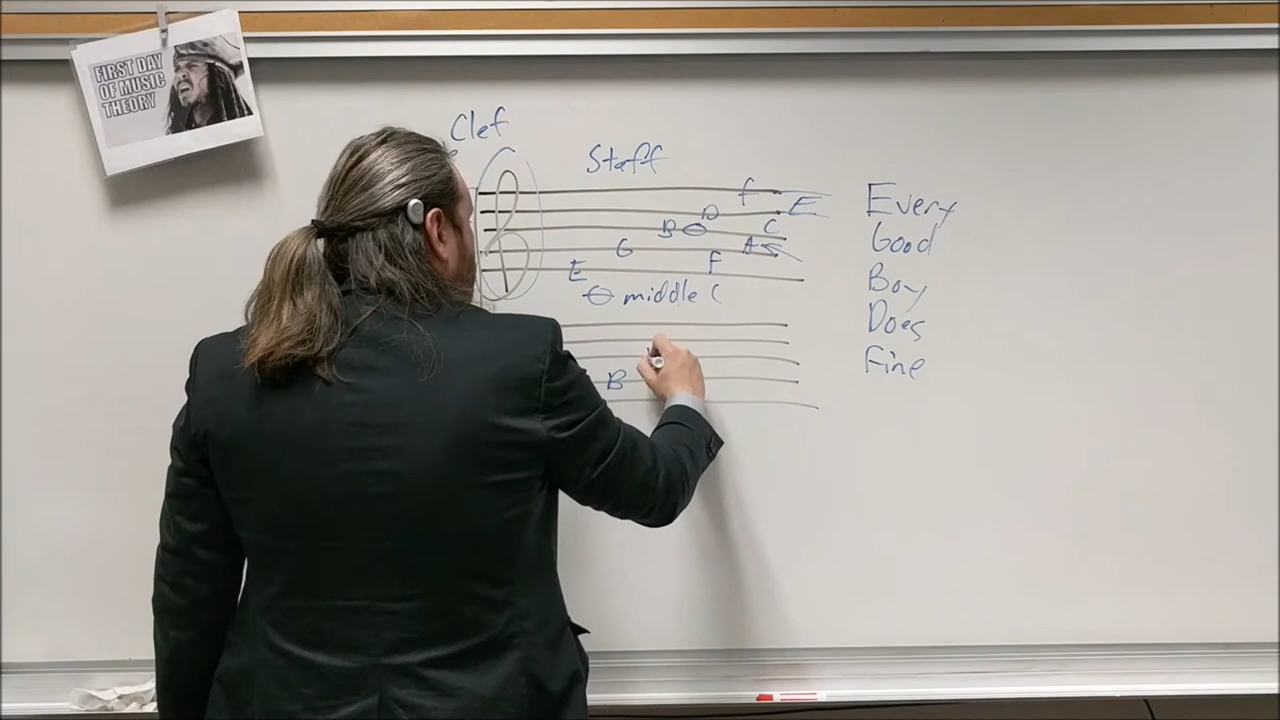 FIRST DAY
OF MUSIC
THEORY
Clef
Staff
F
E
D
B
C
G
A
E
F
middle C
B
Every
Good
Boy
Does
Fine